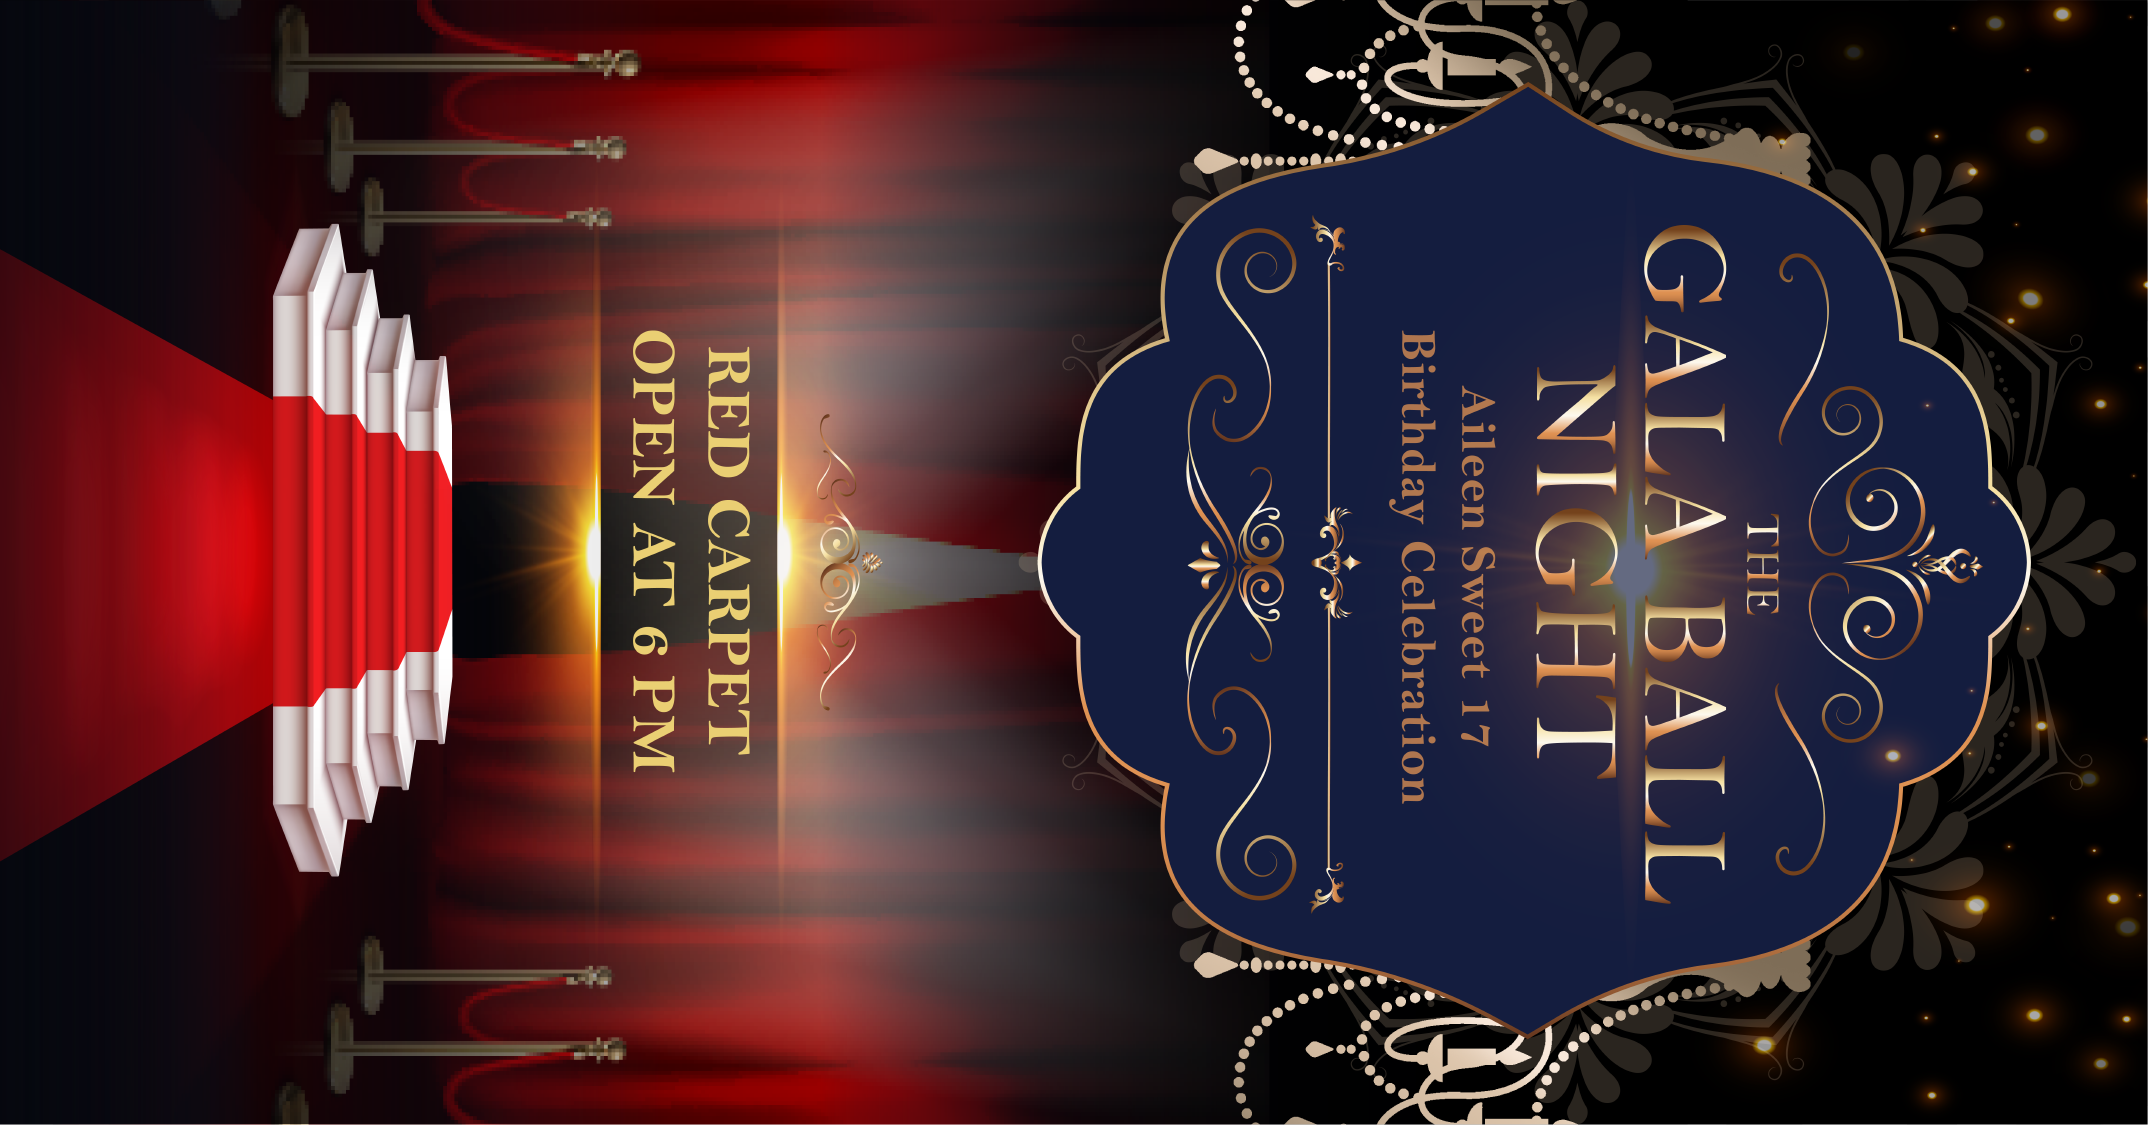 THE
GALA BALL
NIGHT
Aileen Sweet 17
Birthday Celebration
RED CARPET
OPEN AT 6 PM